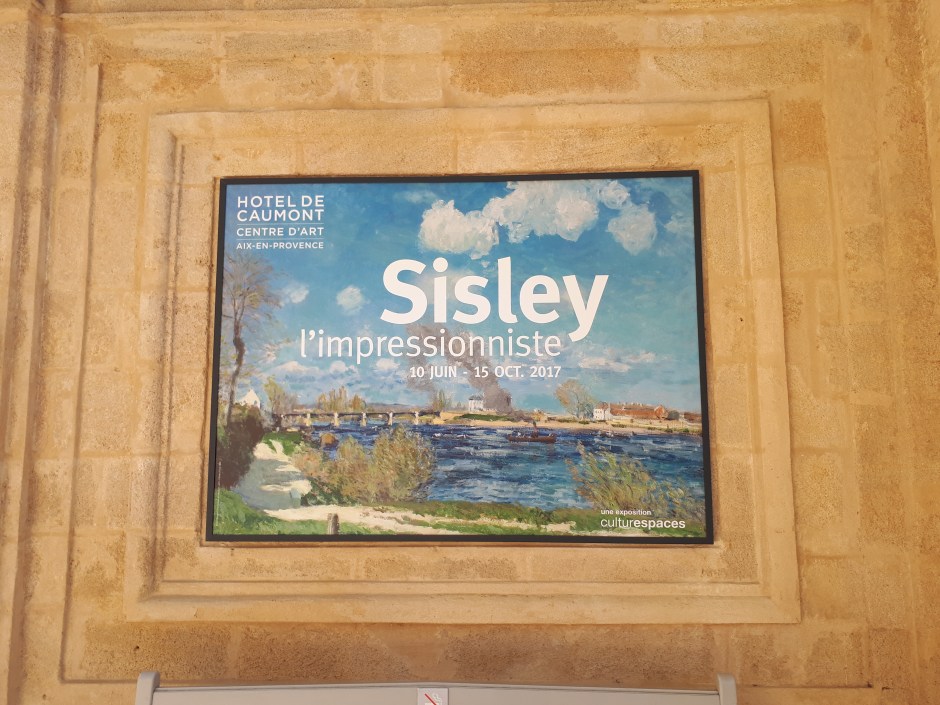 HOTEL DE
CAUMONT
CENTRE D'ART
AIX-EN-PROVENCE
Sisley
l'impressionniste
10 JUIN - 15 OCT. 2017
une exposition
culturespaces